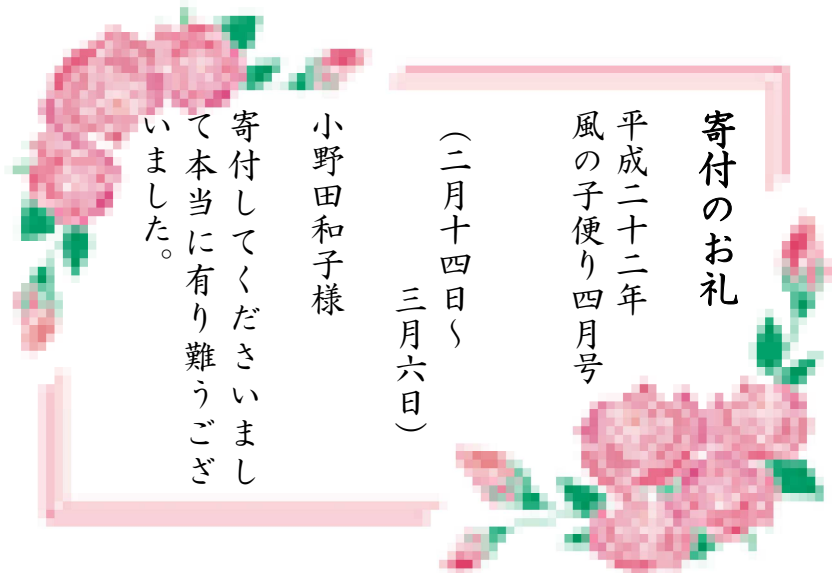 寄付のお礼
平成二十二年
風の子便り四月号
（二月十四日～
三月六日）
小野田和子様
寄付してくださいまし
て本当に有り難うござ
いました。